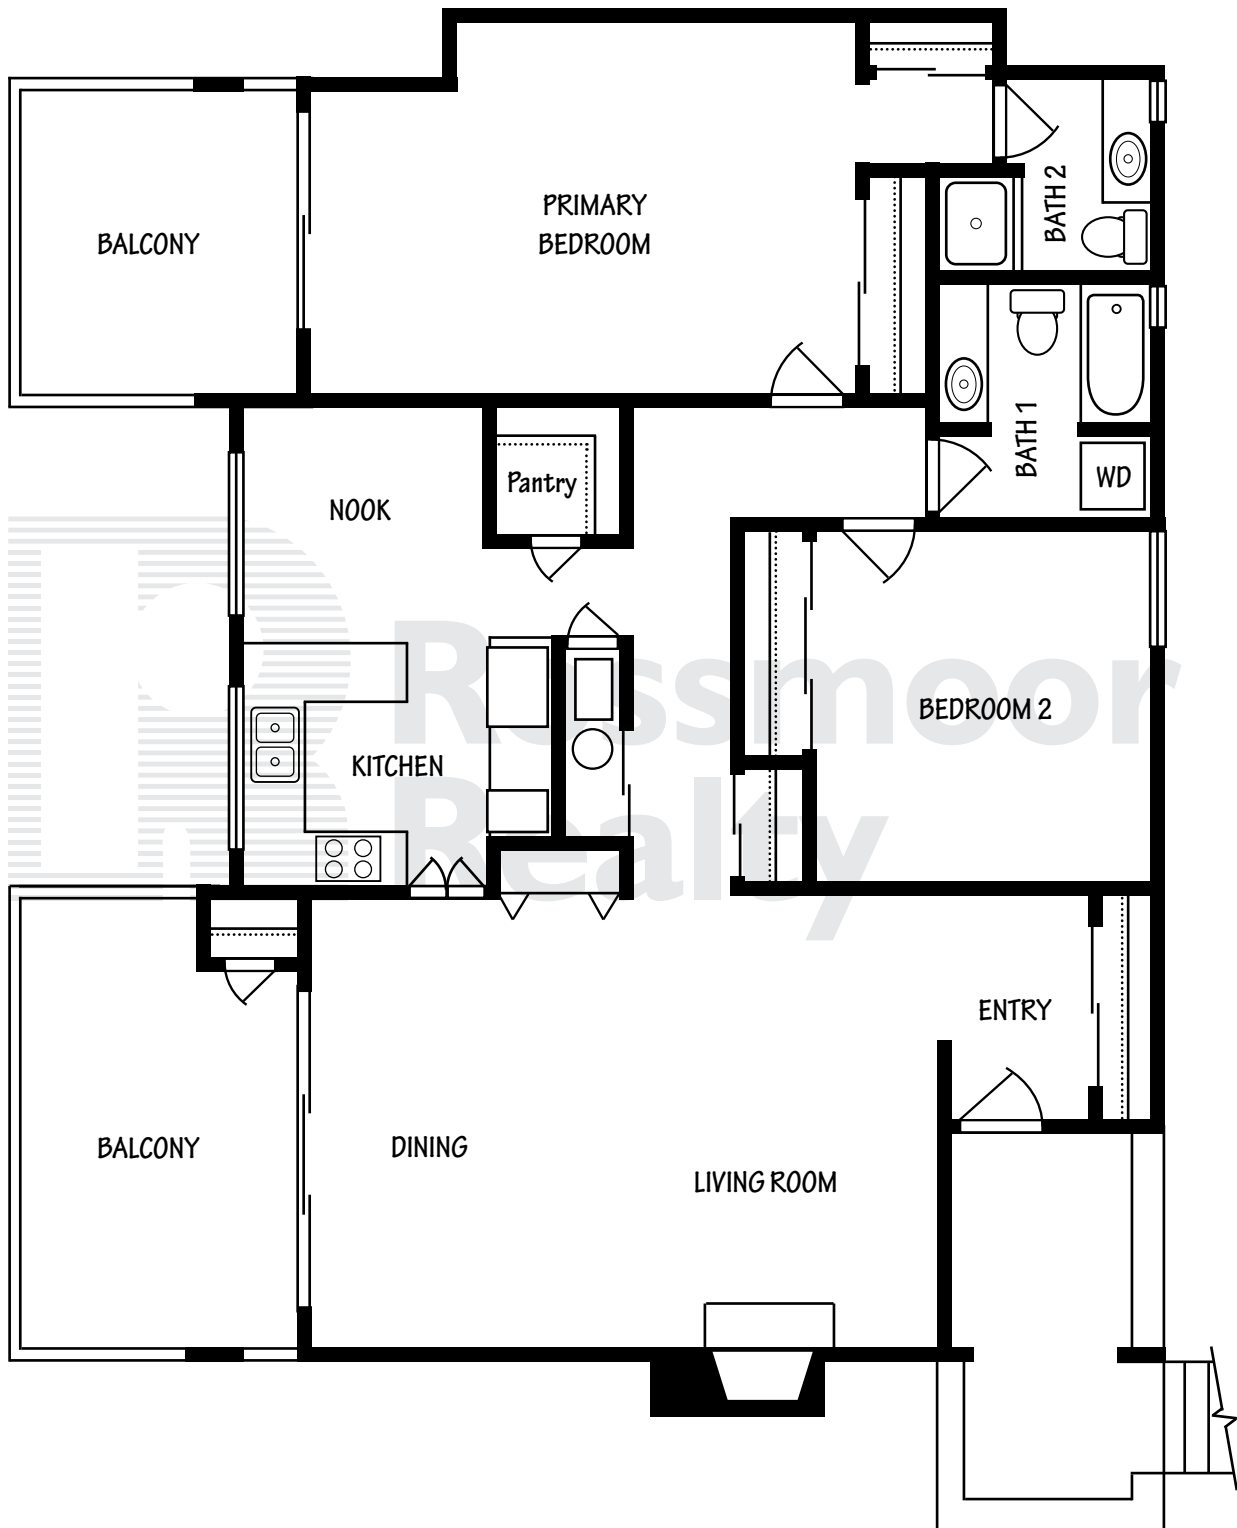 PRIMARY
BEDROOM
BALCONY
BATH 2
BATH 1
WD
Pantry
NOOK
Rossmoor
Realty
BEDROOM 2
KITCHEN
ENTRY
BALCONY
DINING
LIVING ROOM